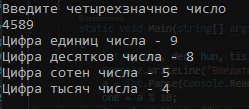 Введите четырехзначное число
4589
Цифра единиц числа - 9
Цифра десятков числа - 8
Цифра сотен числа - 5
Цифра тысяч числа - 4